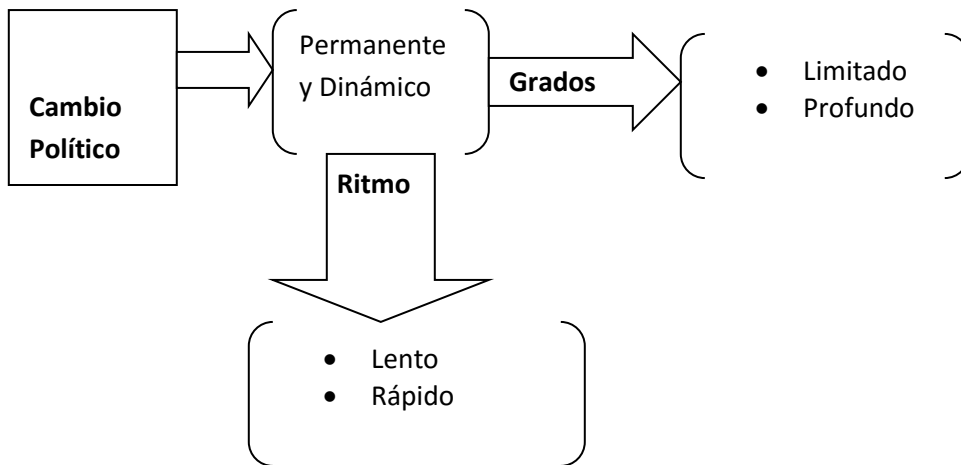 Cambio
Político
Permanente
y Dinámico
Grados
• Limitado
• Profundo
Ritmo
• Lento
• Rápido